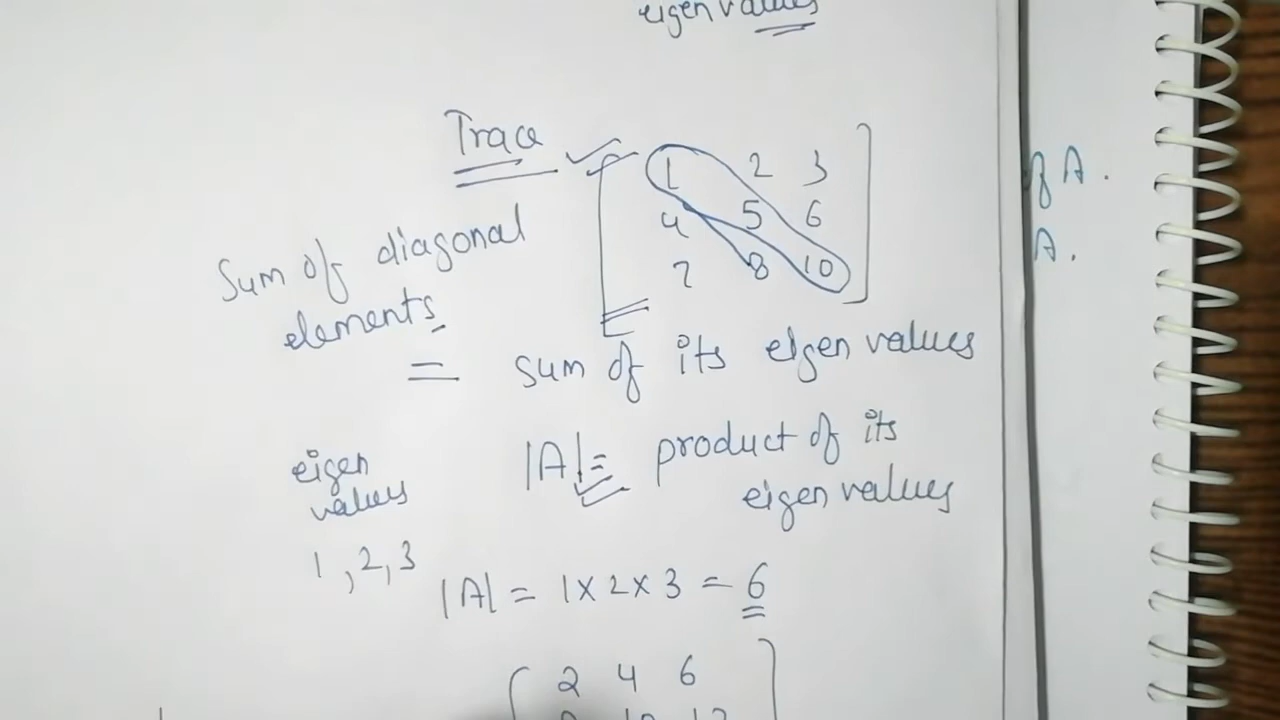 eigen values
Trace
1 2 3
4 5 6
7 8 10
Sum of diagonal
elements
= sum of its eigen values
|A| = product of its
eigen values
eigen
values
1, 2, 3
|A| = 1 x 2 x 3 = 6
2 4 6
of A.
A.